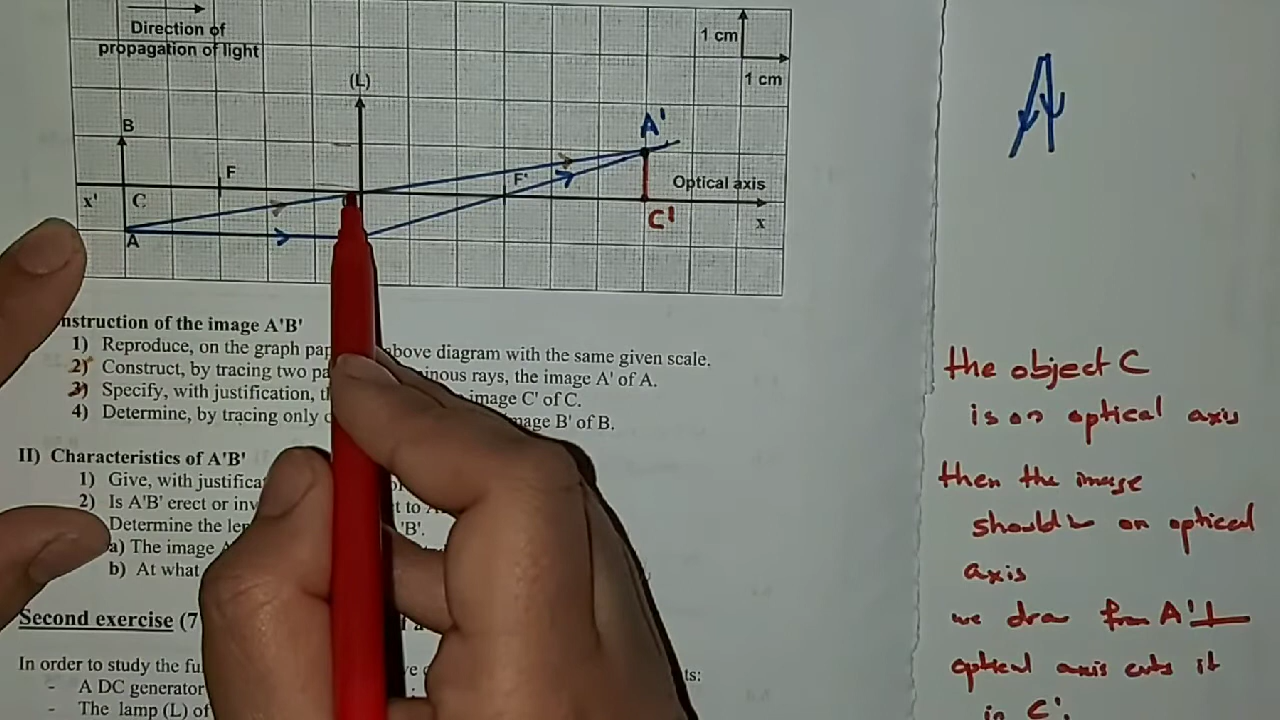 Direction of
propagation of light
1 cm
1 cm
(L)
B
F
A'
F'
Optical axis
x'
C
C'
x
A
nstruction of the image A'B'
1) Reproduce, on the graph pap above diagram with the same given scale.
2) Construct, by tracing two pa inous rays, the image A' of A.
3) Specify, with justification, t image C' of C.
4) Determine, by tracing only age B' of B.
II) Characteristics of A'B'
1) Give, with justifica
2) Is A'B' erect or inv t to
Determine the le 'B'.
a) The image
b) At what
Second exercise (7
In order to study the fu ts:
- A DC generator
- The lamp (L) of
the object C
is on optical axis
then the image
should be on optical
axis
we draw from A' ⊥
optical axis cuts it
in C'.